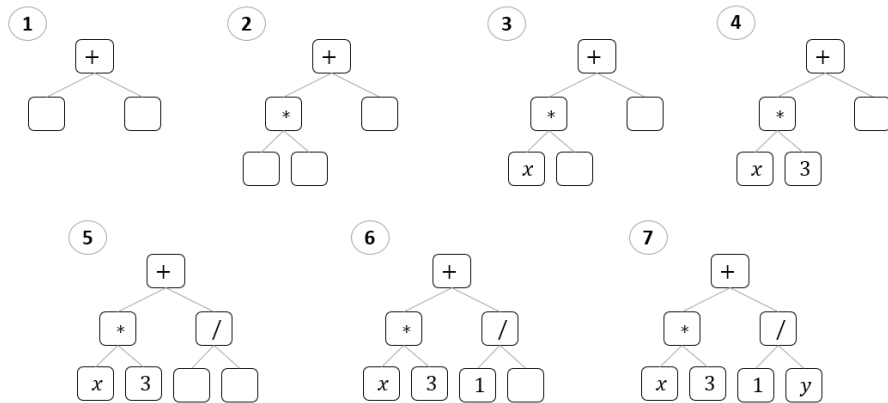 1 2 3 4
+ + + +
* * *
x x 3
5 6 7
+ + +
* / * / * /
x 3 x 3 1 x 3 1 y